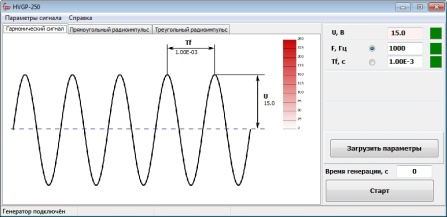 HVGP-250
Параметры сигнала Справка
Гармонический сигнал Прямоугольный радиоимпульс Треугольный радиоимпульс
Tf
1.00E-03
U
15.0
U, В 15.0
F, Гц 1000
Tf, с 1.00E-3
Загрузить параметры
Время генерации, с 0
Старт
Генератор подключён